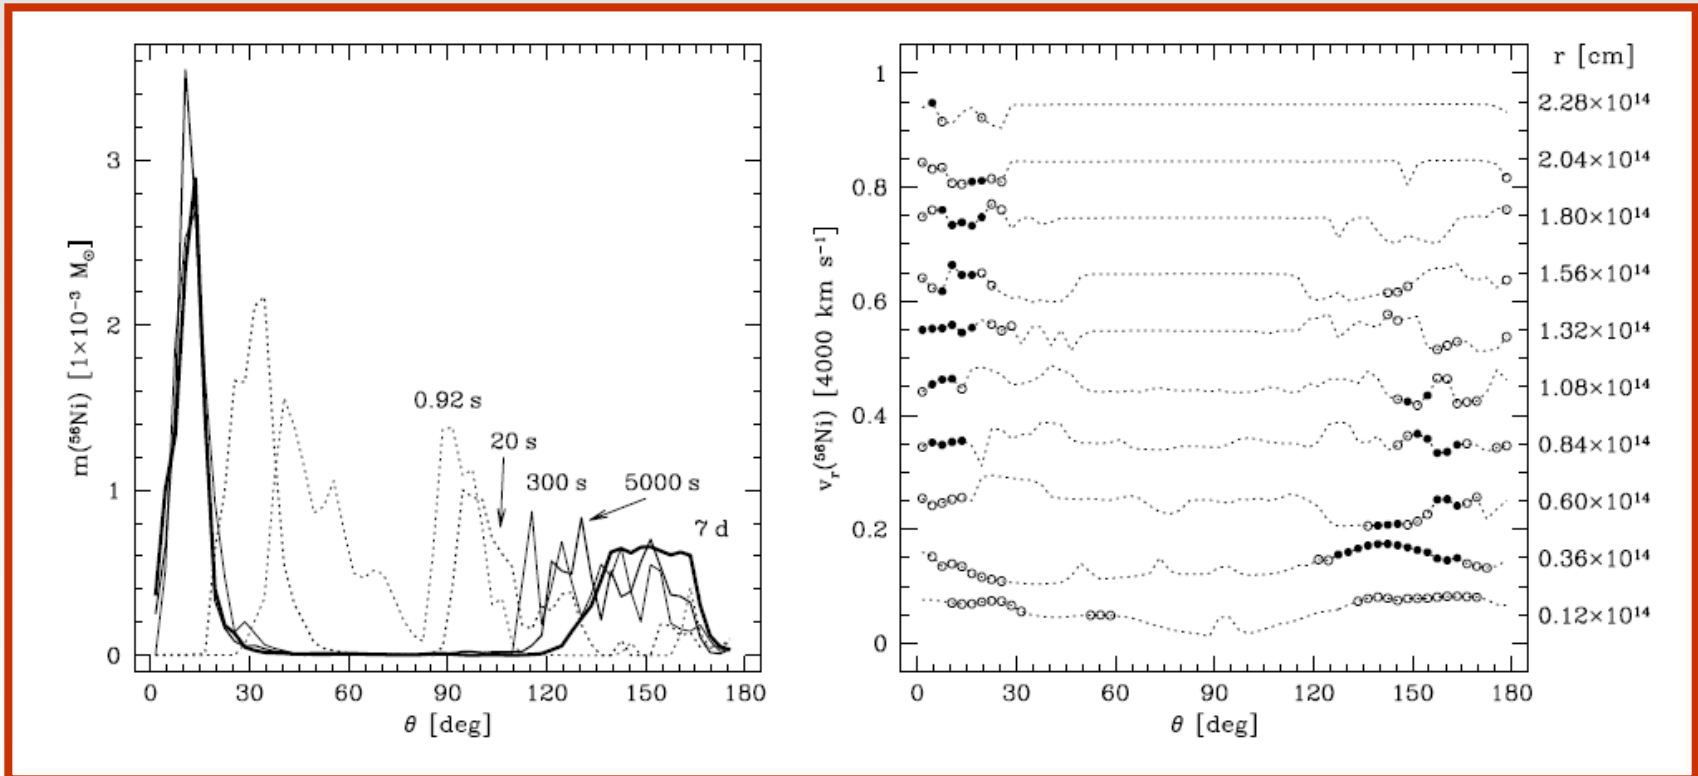 m(⁵⁶Ni) [1×10⁻³ M☉]
3
2
1
0
0.92 s
20 s
300 s
5000 s
7 d
0 30 60 90 120 150 180
θ [deg]
vᵣ(⁵⁶Ni) [4000 km s⁻¹]
1
0.8
0.6
0.4
0.2
0
0 30 60 90 120 150 180
θ [deg]
r [cm]
2.28×10¹⁴
2.04×10¹⁴
1.80×10¹⁴
1.56×10¹⁴
1.32×10¹⁴
1.08×10¹⁴
0.84×10¹⁴
0.60×10¹⁴
0.36×10¹⁴
0.12×10¹⁴